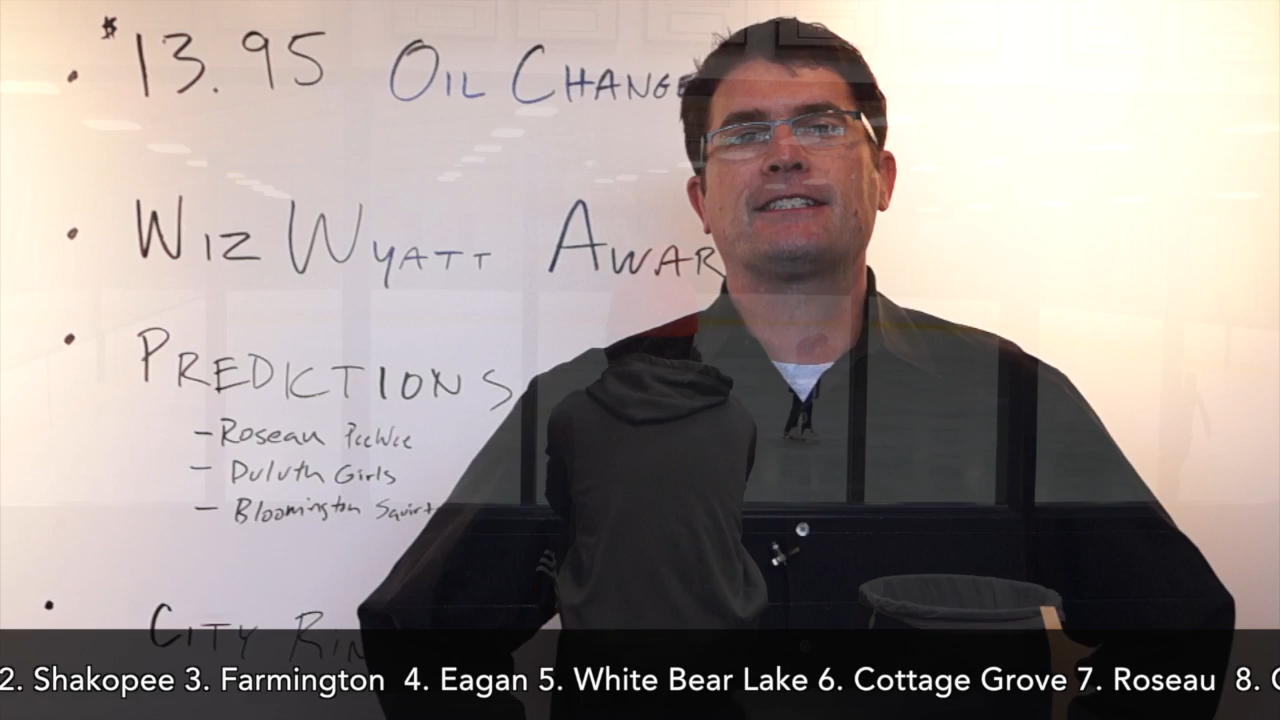 • $13.95 OIL CHANGE
• WIZ WYATT AWAR
• PREDICTIONS
- Roseau PeeWee
- Duluth Girls
- Bloomington Squirt
• CITY RIN
2. Shakopee 3. Farmington 4. Eagan 5. White Bear Lake 6. Cottage Grove 7. Roseau 8.